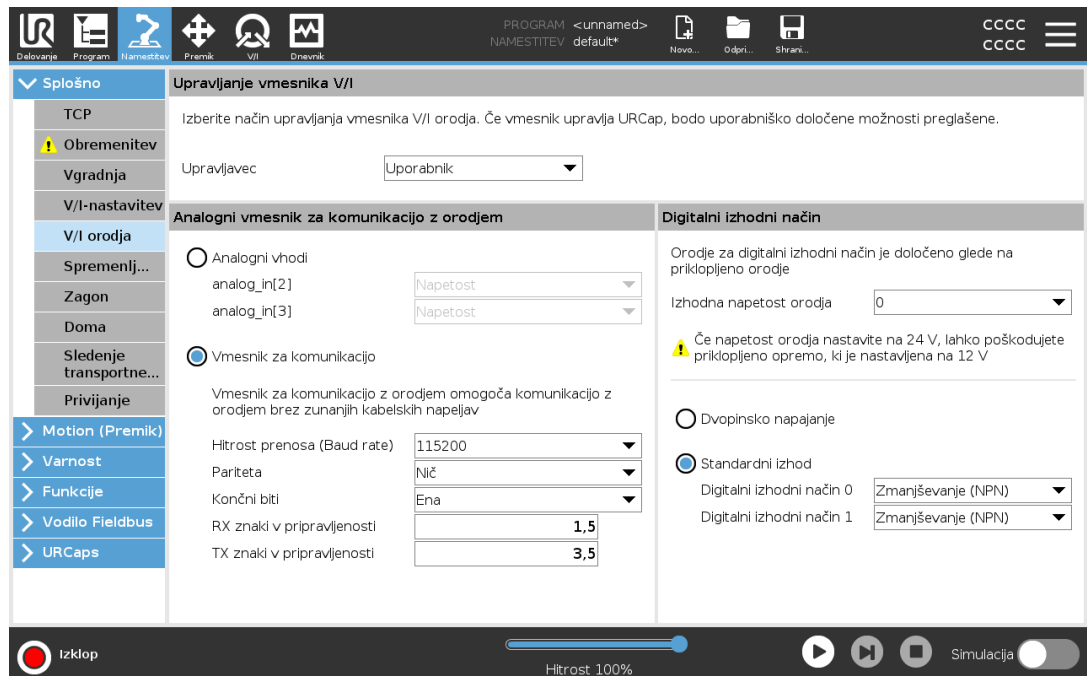 PROGRAM <unnamed>
NAMESTITEV default*
cccc
cccc
Delovanje Program Namestitev Premik V/I Dnevnik Novo... Odpri... Shrani...
Splošno
TCP
Obremenitev
Vgradnja
V/I-nastavitev
V/I orodja
Spremenlj...
Zagon
Doma
Sledenje
transportne...
Privijanje
Motion (Premik)
Varnost
Funkcije
Vodilo Fieldbus
URCaps
Upravljanje vmesnika V/I
Izberite način upravljanja vmesnika V/I orodja. Če vmesnik upravlja URCap, bodo uporabniško določene možnosti preglašene.
Upravljavec Uporabnik
Analogni vmesnik za komunikacijo z orodjem
Analogni vhodi
analog_in[2] Napetost
analog_in[3] Napetost
Vmesnik za komunikacijo
Vmesnik za komunikacijo z orodjem omogoča komunikacijo z
orodjem brez zunanjih kabelskih napeljav
Hitrost prenosa (Baud rate) 115200
Pariteta Nič
Končni biti Ena
RX znaki v pripravljenosti 1,5
TX znaki v pripravljenosti 3,5
Digitalni izhodni način
Orodje za digitalni izhodni način je določeno glede na
priklopljeno orodje
Izhodna napetost orodja 0
Če napetost orodja nastavite na 24 V, lahko poškodujete
priklopljeno opremo, ki je nastavljena na 12 V
Dvopinsko napajanje
Standardni izhod
Digitalni izhodni način 0 Zmanjševanje (NPN)
Digitalni izhodni način 1 Zmanjševanje (NPN)
Izklop
Hitrost 100%
Simulacija